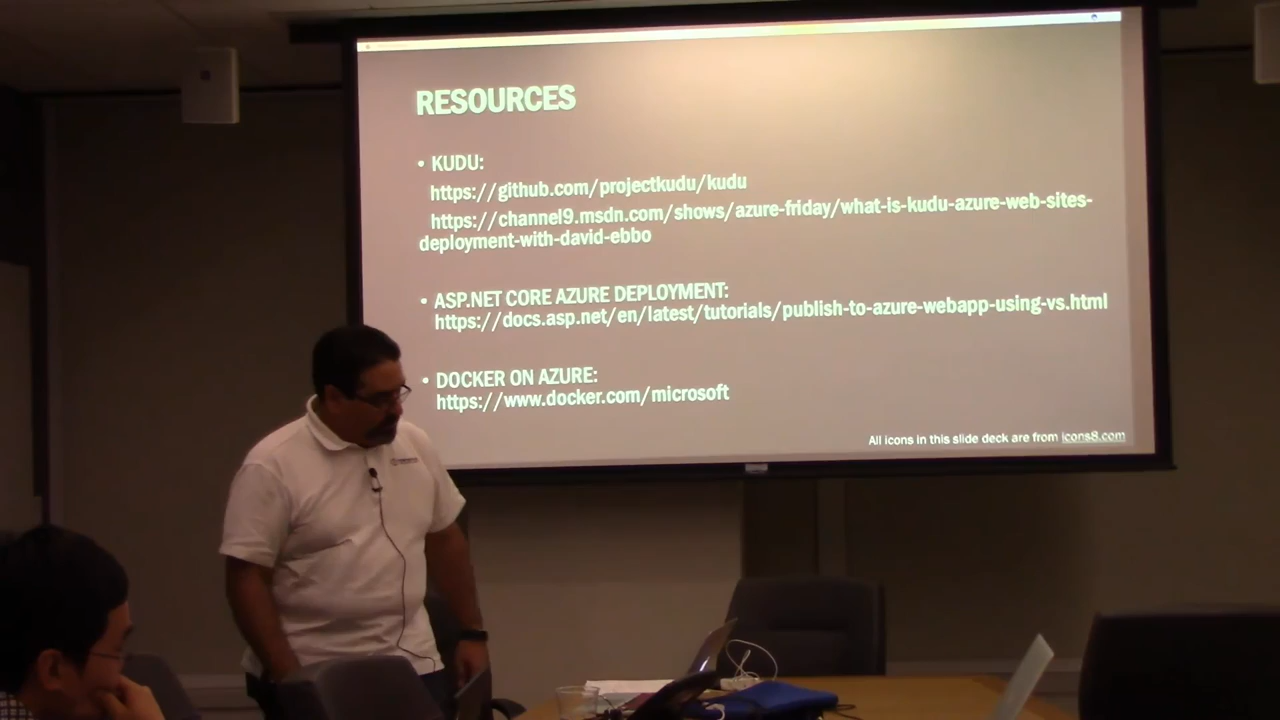 RESOURCES
• KUDU:
https://github.com/projectkudu/kudu
https://channel9.msdn.com/shows/azure-friday/what-is-kudu-azure-web-sites-
deployment-with-david-ebbo
• ASP.NET CORE AZURE DEPLOYMENT:
https://docs.asp.net/en/latest/tutorials/publish-to-azure-webapp-using-vs.html
• DOCKER ON AZURE:
https://www.docker.com/microsoft
All icons in this slide deck are from icons8.com